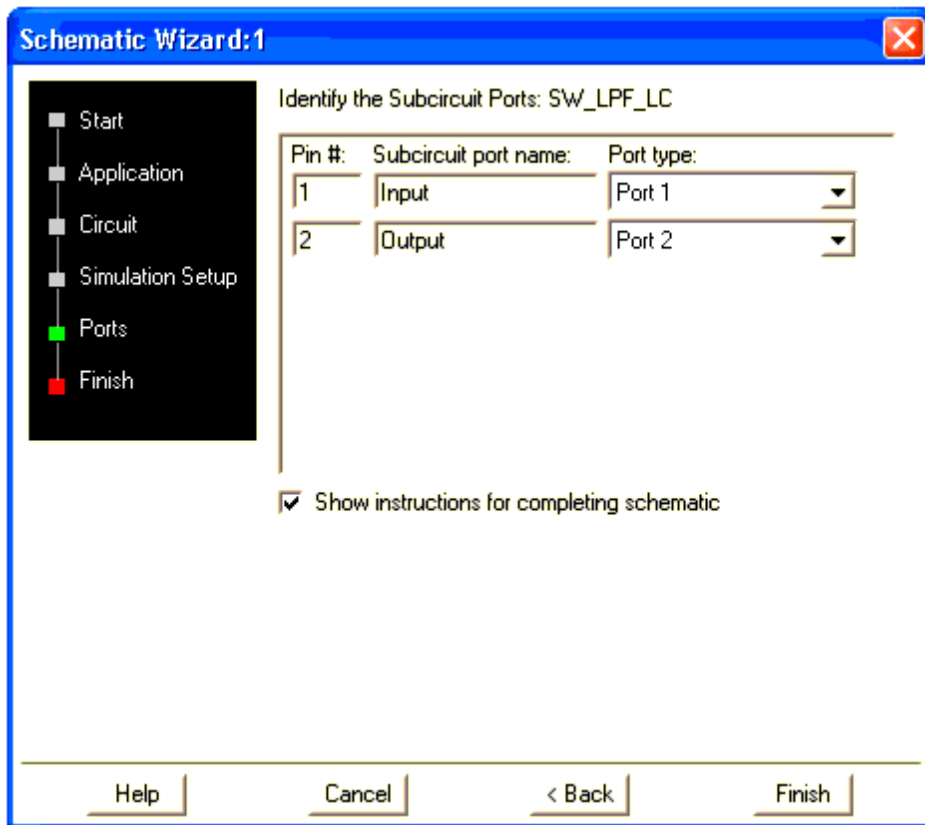 Schematic Wizard:1
Start
Application
Circuit
Simulation Setup
Ports
Finish
Identify the Subcircuit Ports: SW_LPF_LC
Pin #: Subcircuit port name: Port type:
1 Input Port 1
2 Output Port 2
Show instructions for completing schematic
Help Cancel < Back Finish